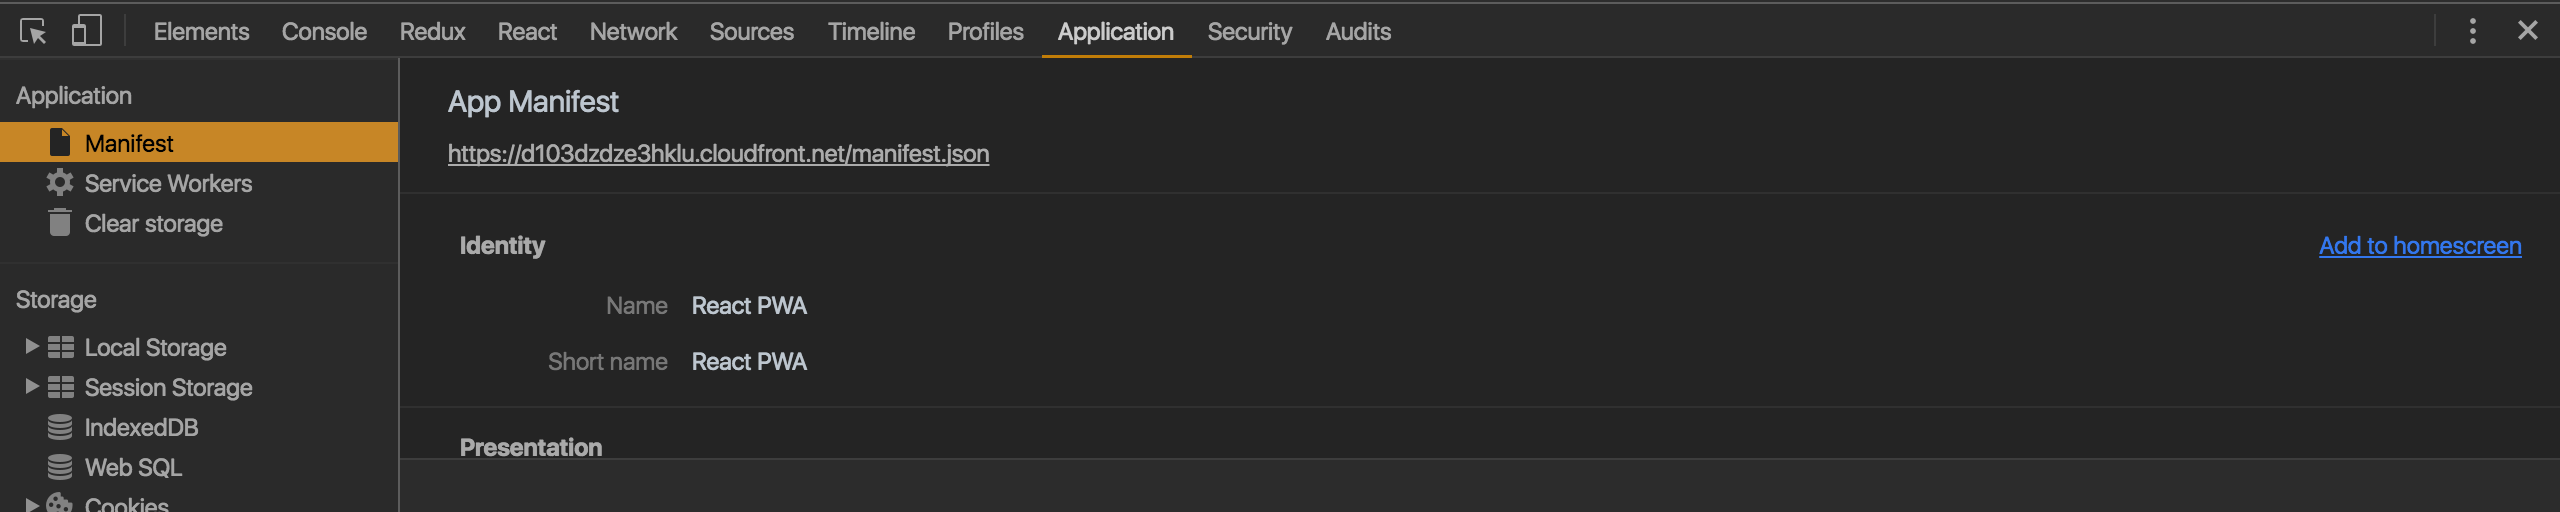 Elements Console Redux React Network Sources Timeline Profiles Application Security Audits
Application
Manifest
Service Workers
Clear storage
Storage
Local Storage
Session Storage
IndexedDB
Web SQL
Cookies
App Manifest
https://d103dzdze3hklu.cloudfront.net/manifest.json
Identity Add to homescreen
Name React PWA
Short name React PWA
Presentation